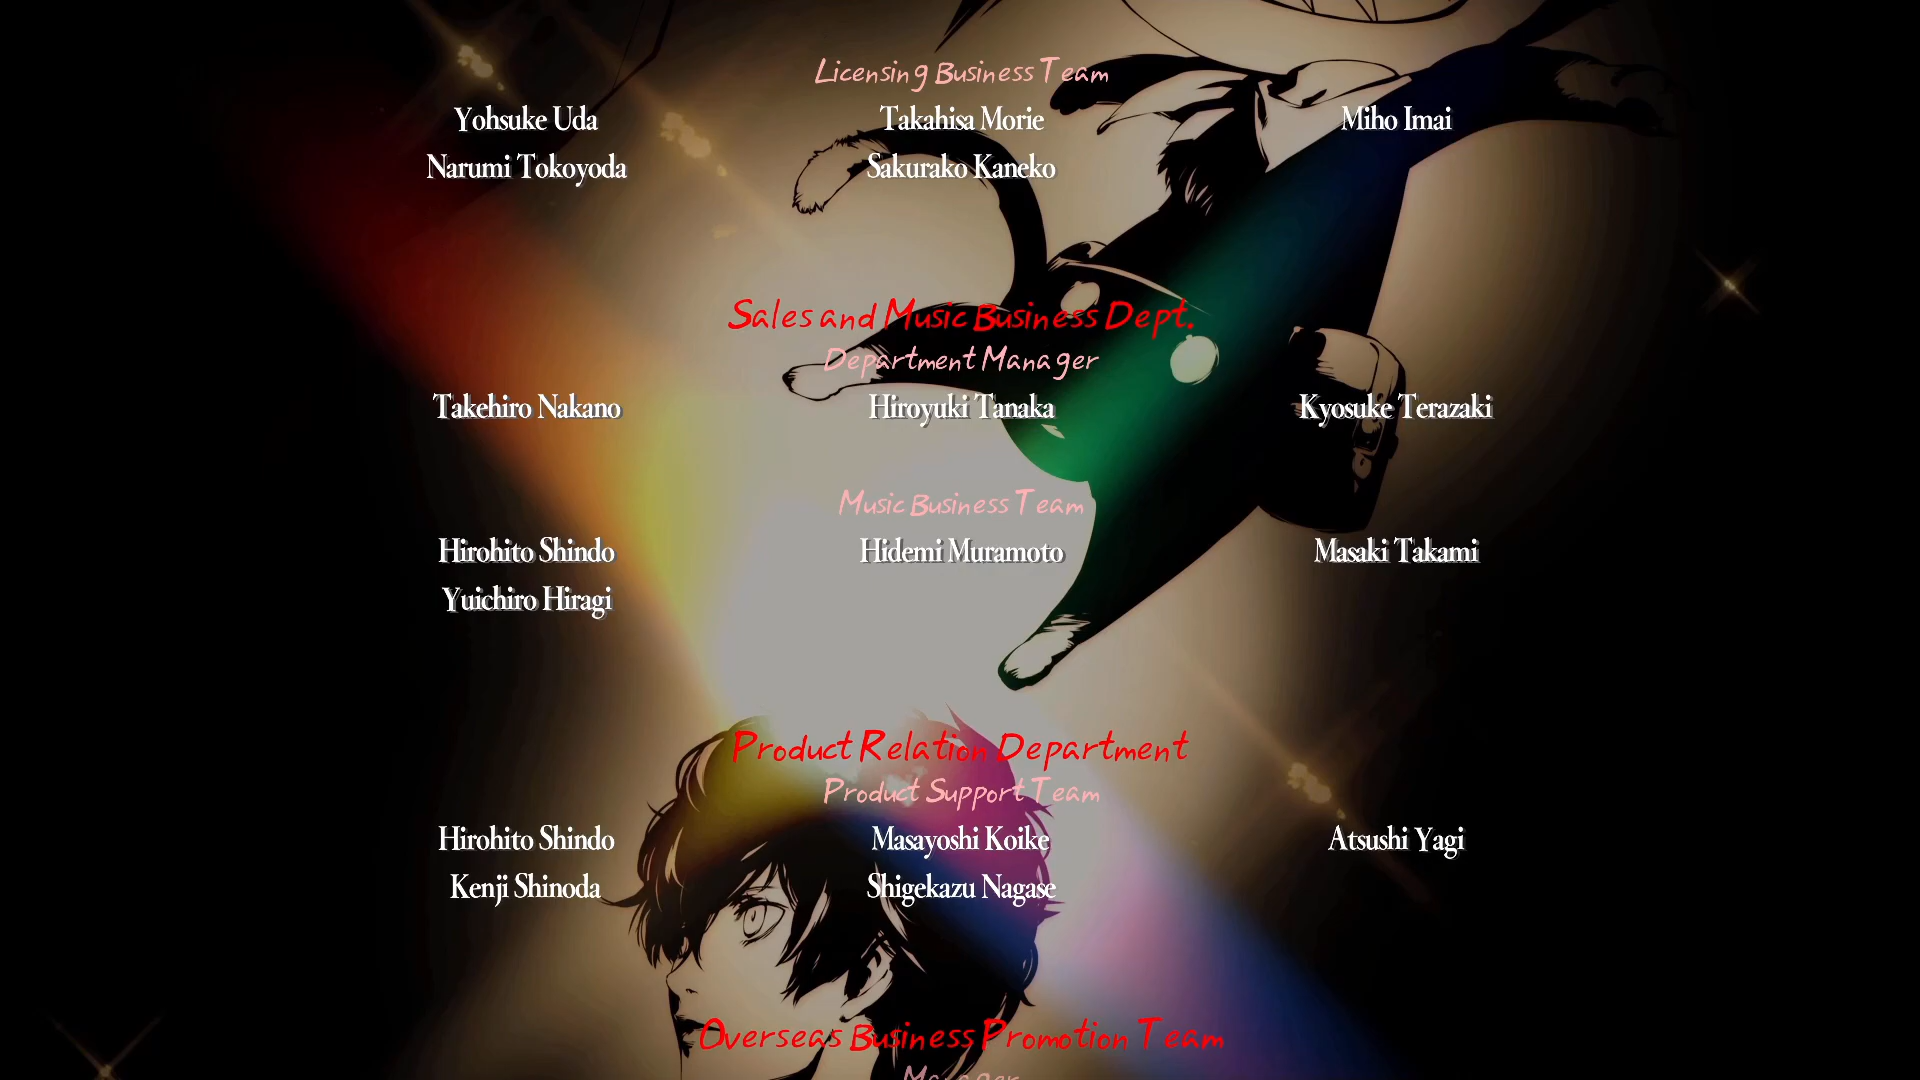 Licensing Business Team
Yohsuke Uda Takahisa Morie Miho Imai
Narumi Tokoyoda Sakurako Kaneko
Sales and Music Business Dept.
Department Manager
Takehiro Nakano Hiroyuki Tanaka Kyosuke Terazaki
Music Business Team
Hirohito Shindo Hidemi Muramoto Masaki Takami
Yuichiro Hiragi
Product Relation Department
Product Support Team
Hirohito Shindo Masayoshi Koike Atsushi Yagi
Kenji Shinoda Shigekazu Nagase
Overseas Business Promotion Team
Manager